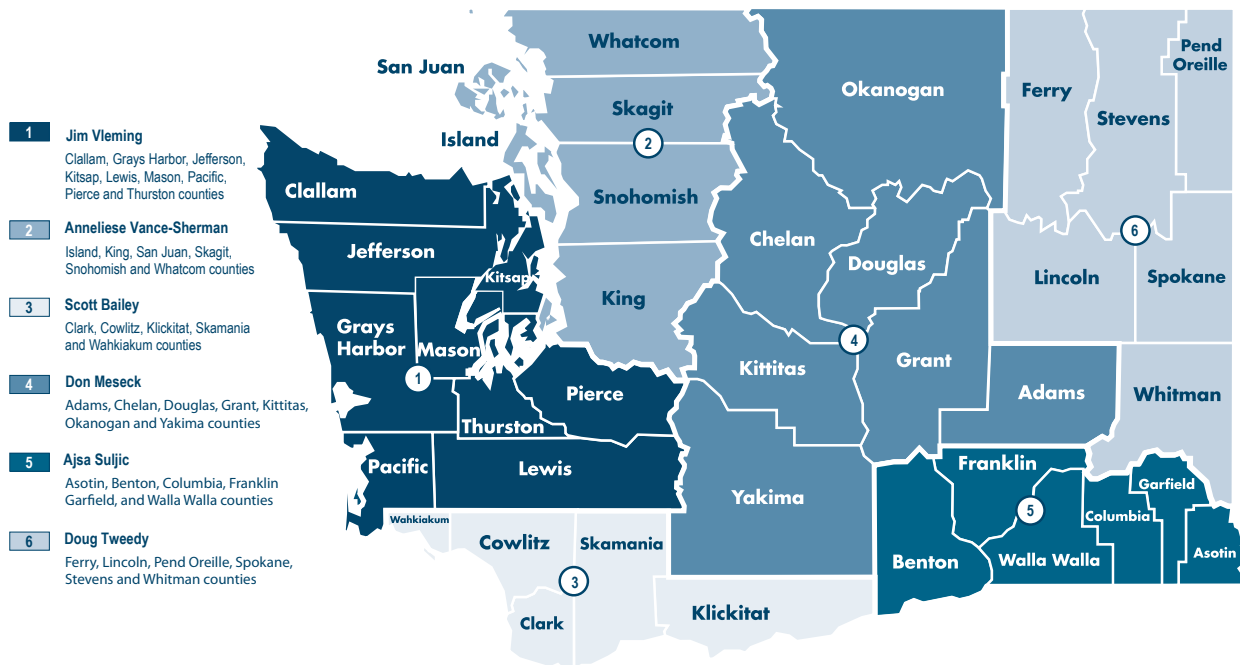 1
Jim Vleming
Clallam, Grays Harbor, Jefferson,
Kitsap, Lewis, Mason, Pacific,
Pierce and Thurston counties
2
Anneliese Vance-Sherman
Island, King, San Juan, Skagit,
Snohomish and Whatcom counties
3
Scott Bailey
Clark, Cowlitz, Klickitat, Skamania
and Wahkiakum counties
4
Don Meseck
Adams, Chelan, Douglas, Grant, Kittitas,
Okanogan and Yakima counties
5
Ajsa Suljic
Asotin, Benton, Columbia, Franklin
Garfield, and Walla Walla counties
6
Doug Tweedy
Ferry, Lincoln, Pend Oreille, Spokane,
Stevens and Whitman counties
Whatcom
San Juan
Skagit
Island
2
Snohomish
King
Clallam
Jefferson
Kitsap
Grays
Harbor
Mason
1
Pierce
Thurston
Pacific
Lewis
Wahkiakum
Cowlitz
Skamania
3
Clark
Klickitat
Okanogan
Chelan
Douglas
4
Kittitas
Grant
Adams
Yakima
Ferry
Stevens
Pend
Oreille
6
Lincoln
Spokane
Whitman
Franklin
Garfield
5
Columbia
Benton
Walla Walla
Asotin